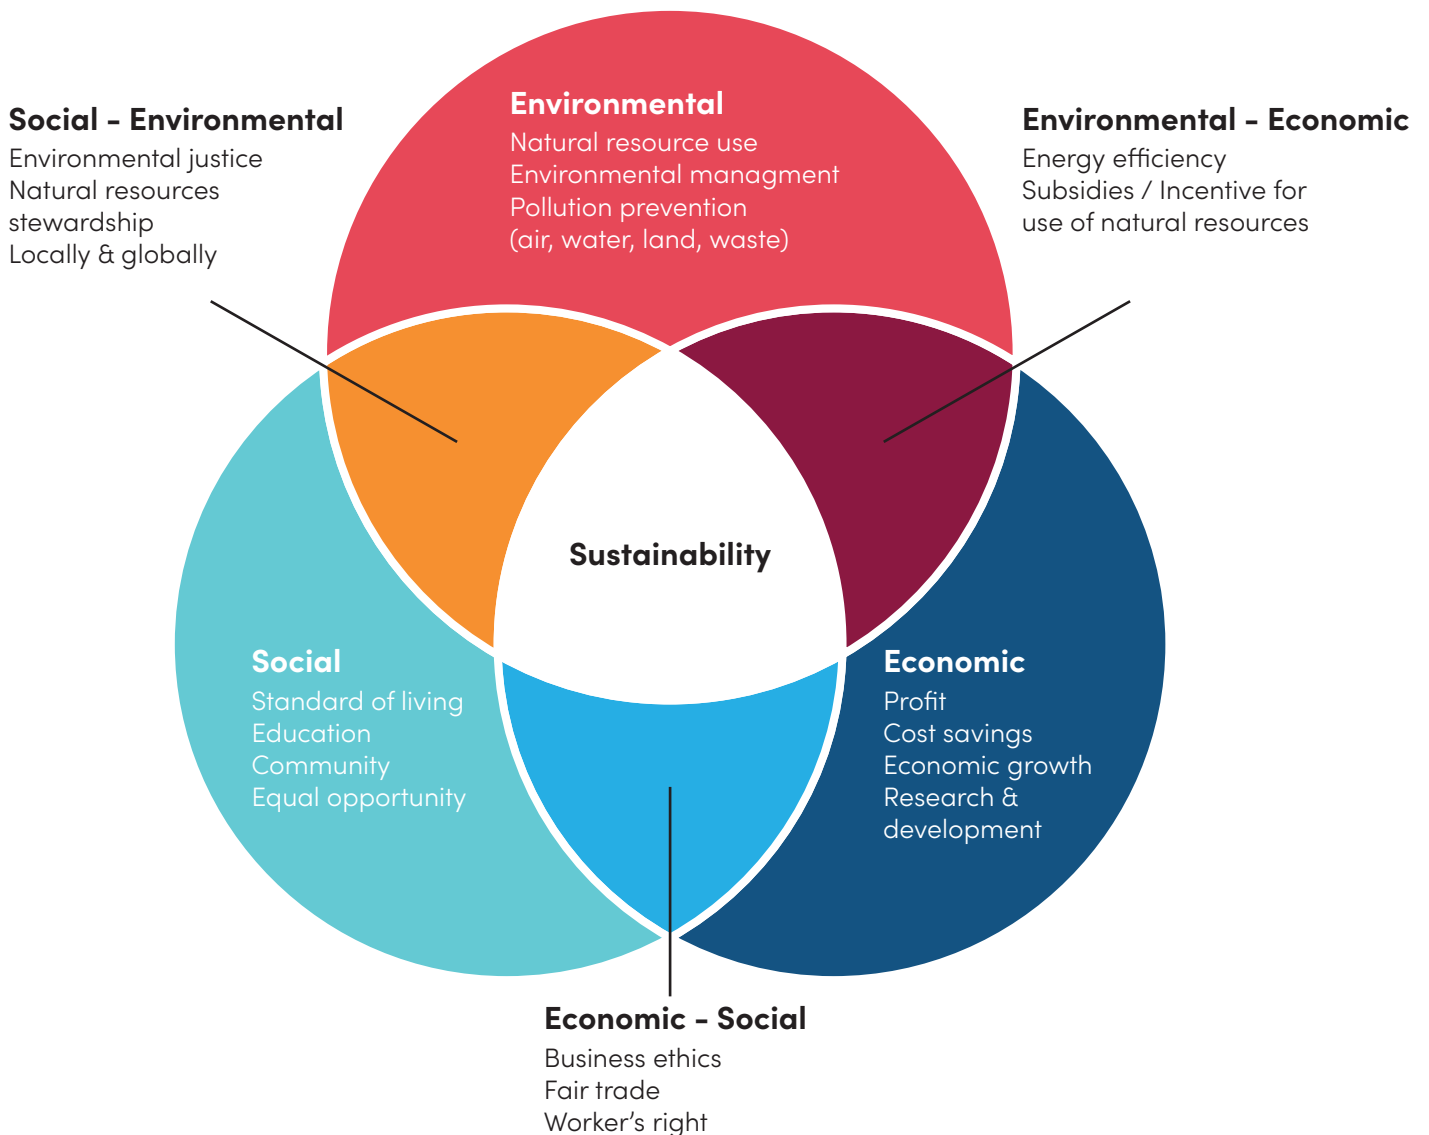 Environmental
Natural resource use
Environmental managment
Pollution prevention
(air, water, land, waste)
Social - Environmental
Environmental justice
Natural resources
stewardship
Locally & globally
Environmental - Economic
Energy efficiency
Subsidies / Incentive for
use of natural resources
Sustainability
Social
Standard of living
Education
Community
Equal opportunity
Economic
Profit
Cost savings
Economic growth
Research &
development
Economic - Social
Business ethics
Fair trade
Worker’s right